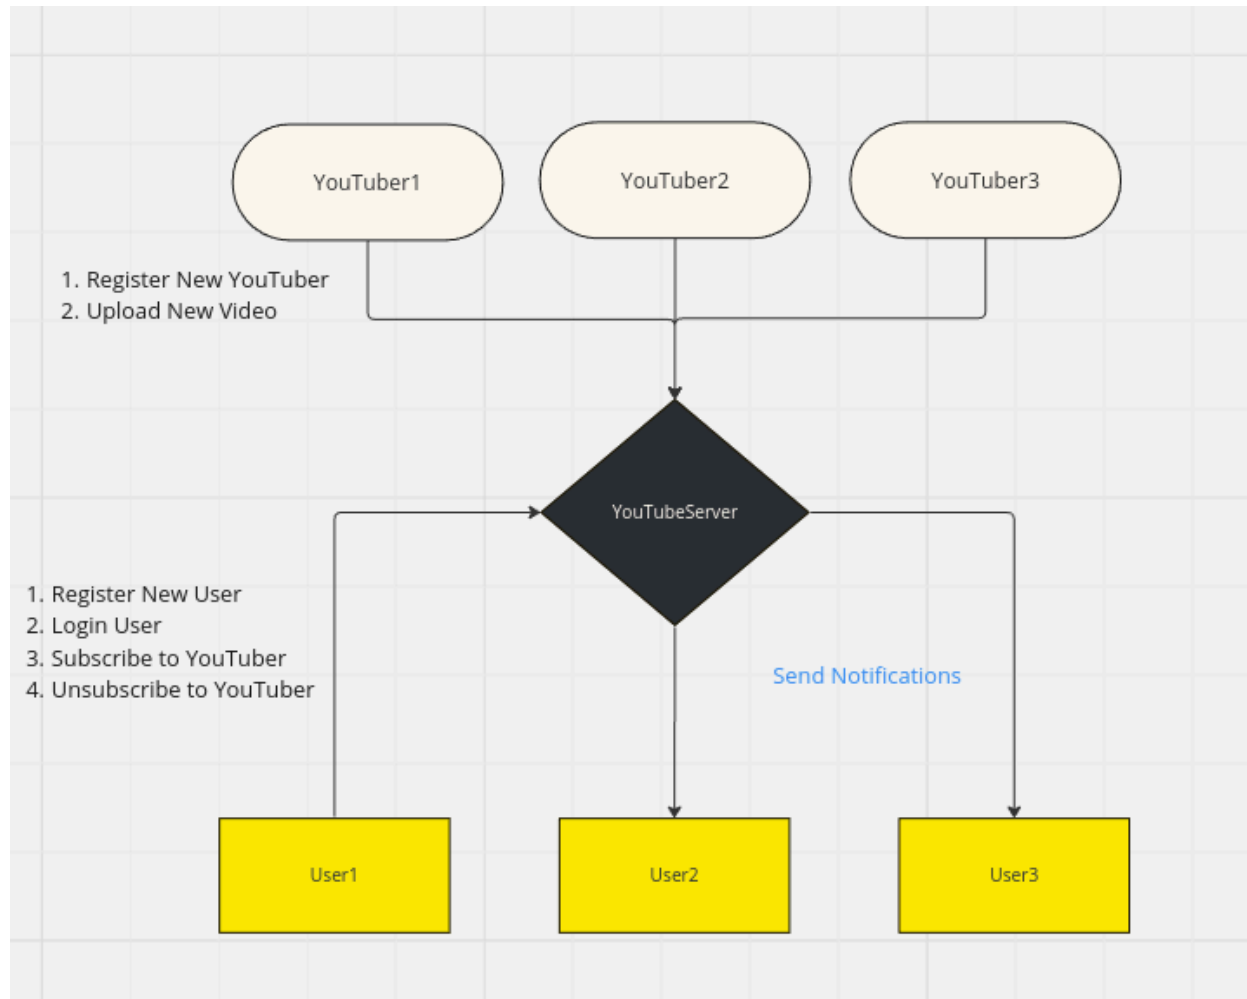 YouTuber1
YouTuber2
YouTuber3
1. Register New YouTuber
2. Upload New Video
YouTubeServer
1. Register New User
2. Login User
3. Subscribe to YouTuber
4. Unsubscribe to YouTuber
Send Notifications
User1
User2
User3